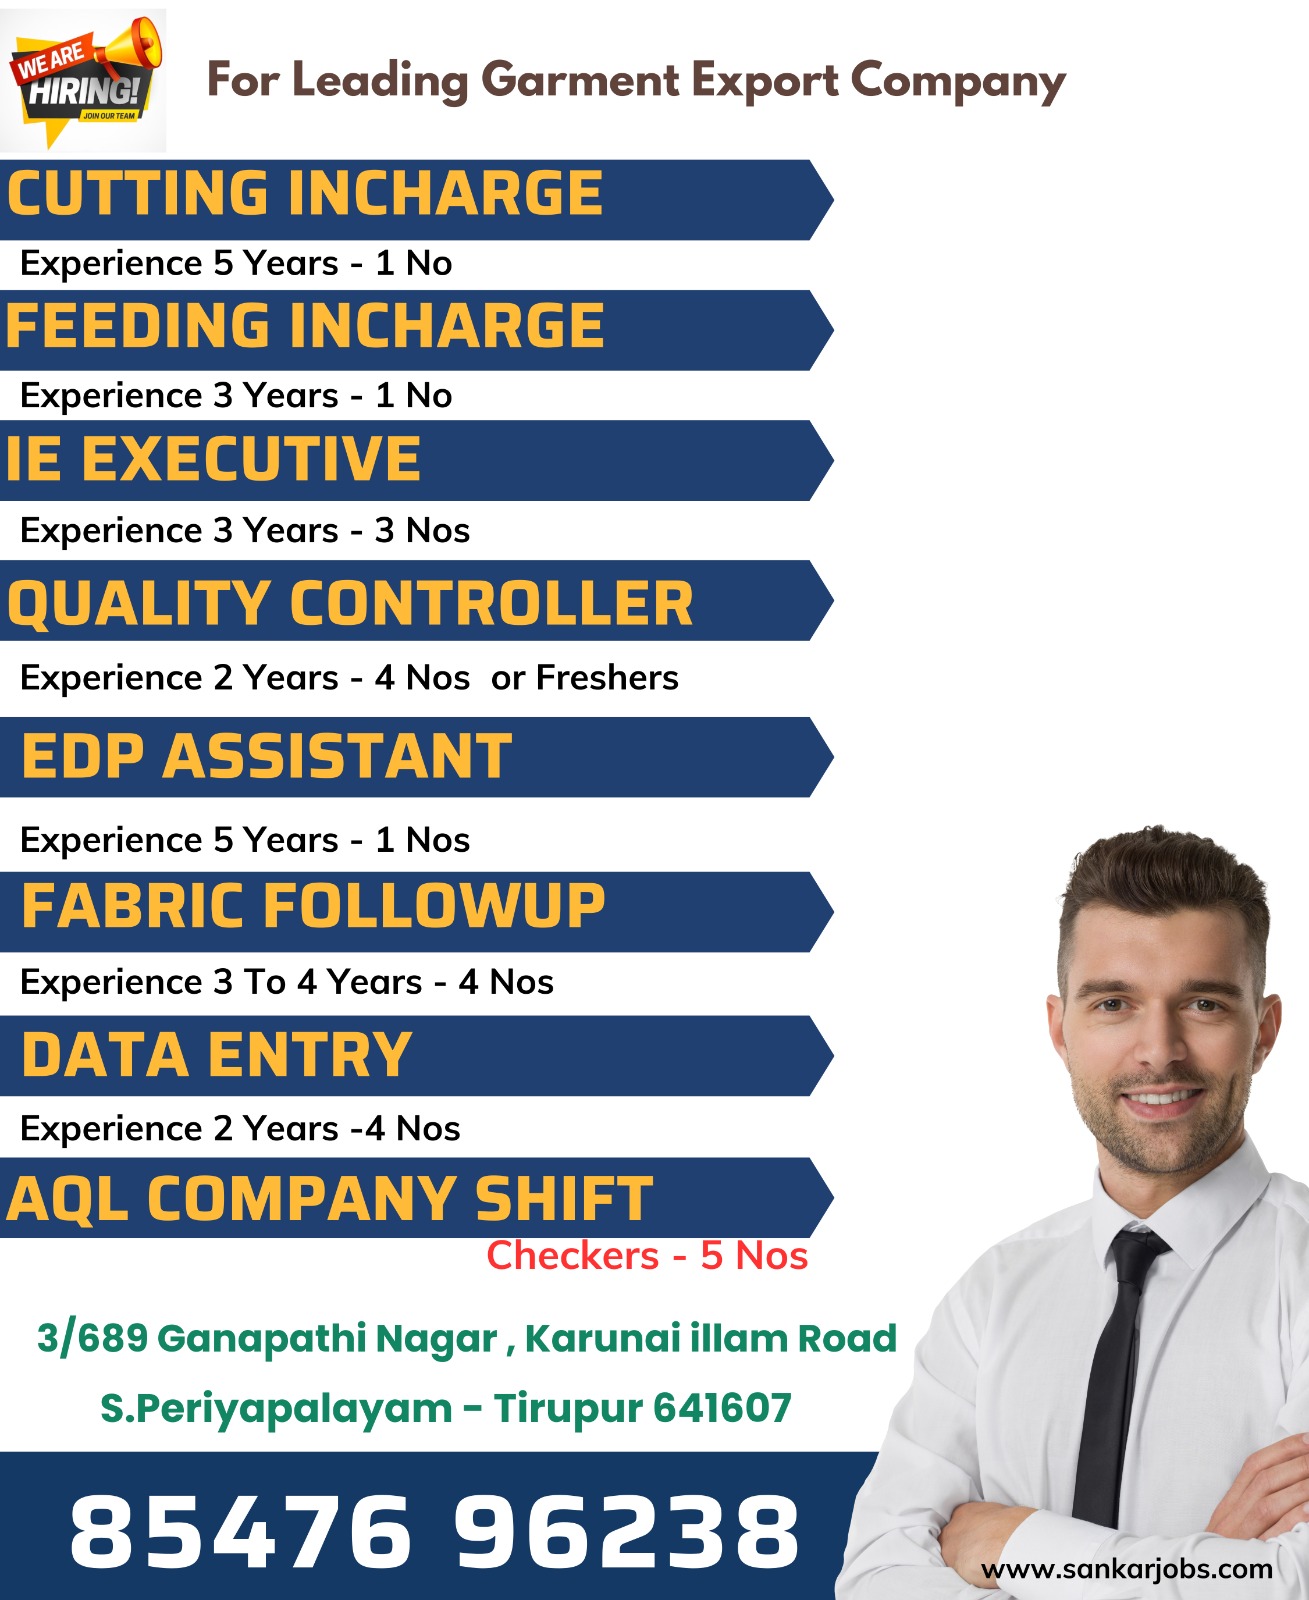 WE ARE
HIRING!
JOIN OUR TEAM
For Leading Garment Export Company
CUTTING INCHARGE
Experience 5 Years - 1 No
FEEDING INCHARGE
Experience 3 Years - 1 No
IE EXECUTIVE
Experience 3 Years - 3 Nos
QUALITY CONTROLLER
Experience 2 Years - 4 Nos  or Freshers
EDP ASSISTANT
Experience 5 Years - 1 Nos
FABRIC FOLLOWUP
Experience 3 To 4 Years - 4 Nos
DATA ENTRY
Experience 2 Years -4 Nos
AQL COMPANY SHIFT
Checkers - 5 Nos
3/689 Ganapathi Nagar , Karunai illam Road
S.Periyapalayam - Tirupur 641607
85476 96238
www.sankarjobs.com